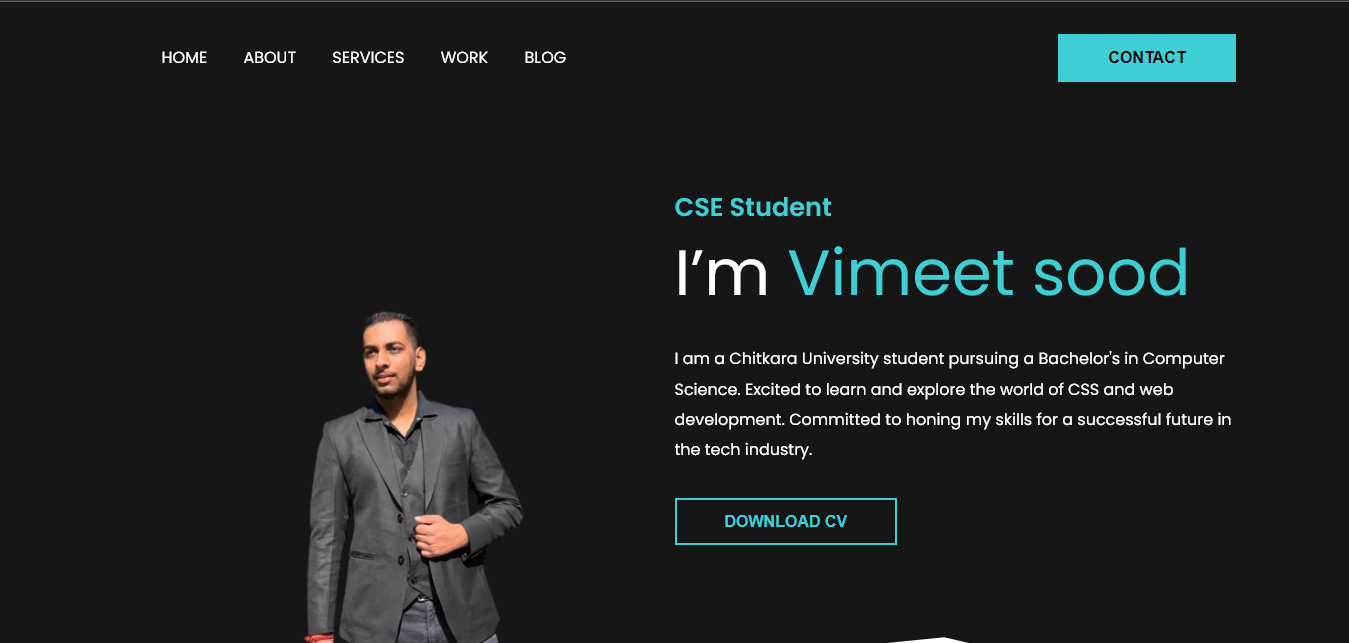 HOME ABOUT SERVICES WORK BLOG CONTACT
CSE Student
I'm Vimeet sood
I am a Chitkara University student pursuing a Bachelor's in Computer
Science. Excited to learn and explore the world of CSS and web
development. Committed to honing my skills for a successful future in
the tech industry.
DOWNLOAD CV